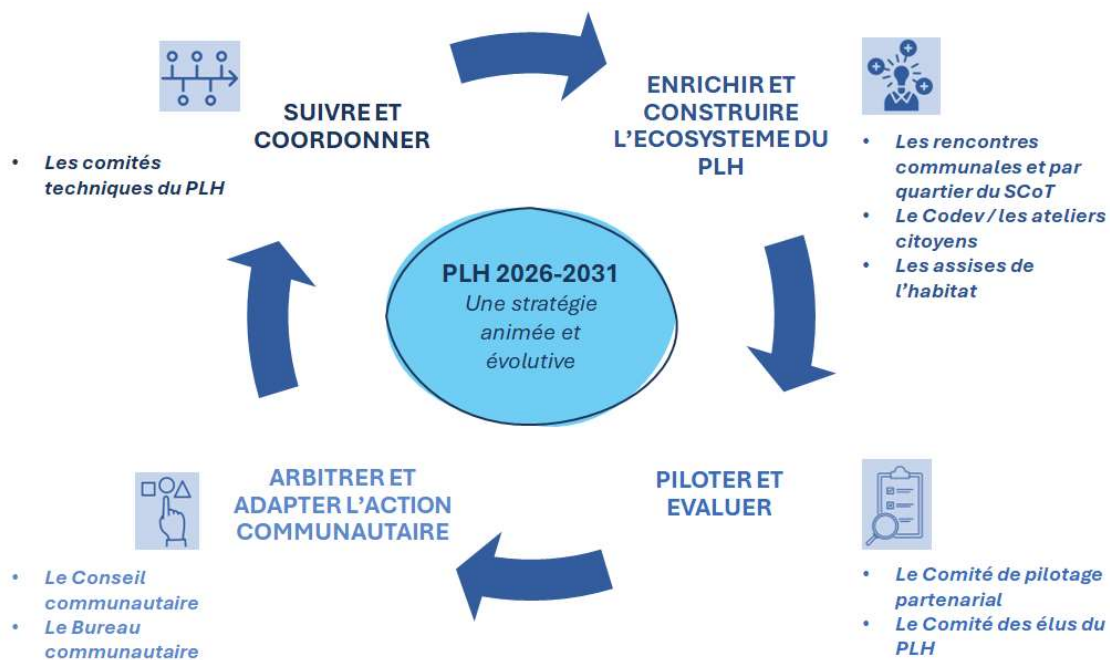 SUIVRE ET
COORDONNER
• Les comités
techniques du PLH
ENRICHIR ET
CONSTRUIRE
L’ECOSYSTEME DU
PLH
• Les rencontres
communales et par
quartier du SCoT
• Le Codev / les ateliers
citoyens
• Les assises de
l’habitat
PLH 2026-2031
Une stratégie
animée et
évolutive
ARBITRER ET
ADAPTER L’ACTION
COMMUNAUTAIRE
• Le Conseil
communautaire
• Le Bureau
communautaire
PILOTER ET
EVALUER
• Le Comité de pilotage
partenarial
• Le Comité des élus du
PLH